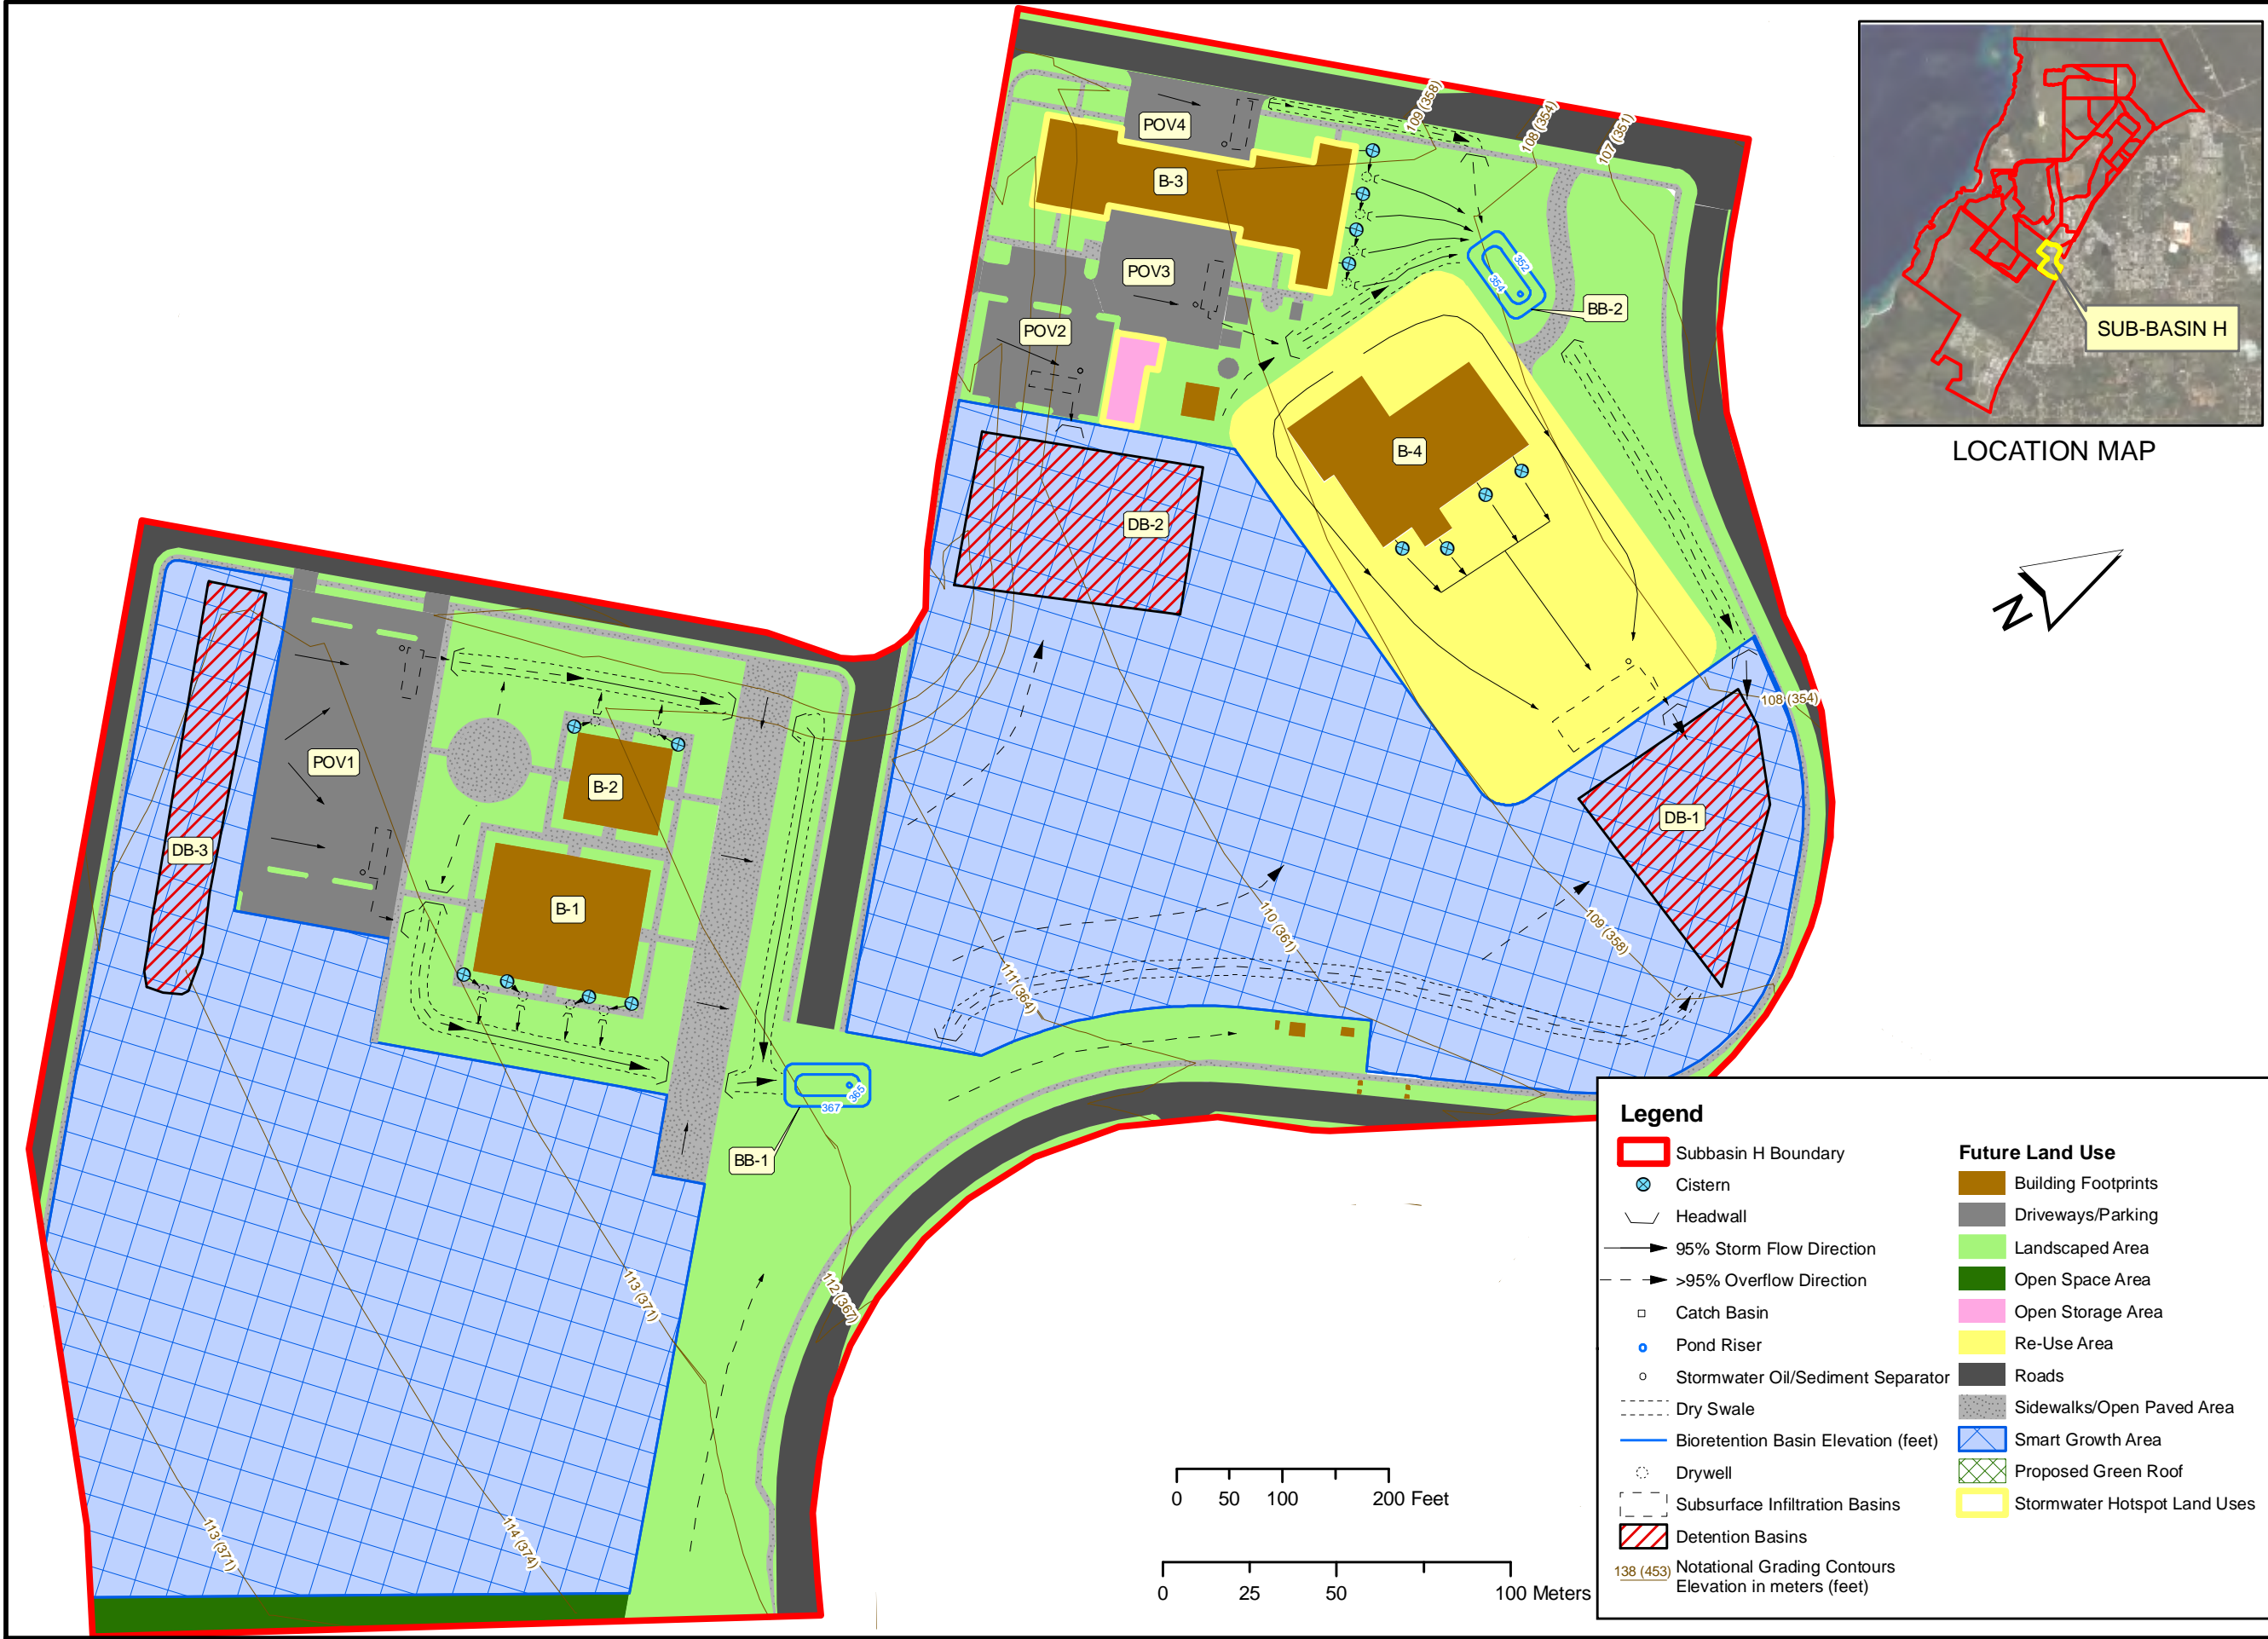 109 (358)
108 (354)
107 (351)
POV4
B-3
POV3
POV2
352
354
BB-2
SUB-BASIN H
LOCATION MAP
N
B-4
DB-2
108 (354)
POV1
B-2
DB-3
DB-1
B-1
110 (361)
109 (358)
111 (364)
367
365
BB-1
113 (371)
112 (367)
113 (371)
114 (374)
0 50 100 200 Feet
0 25 50 100 Meters
Legend
Subbasin H Boundary
Cistern
Headwall
95% Storm Flow Direction
>95% Overflow Direction
Catch Basin
Pond Riser
Stormwater Oil/Sediment Separator
Dry Swale
Bioretention Basin Elevation (feet)
Drywell
Subsurface Infiltration Basins
Detention Basins
138 (453) Notational Grading Contours
Elevation in meters (feet)
Future Land Use
Building Footprints
Driveways/Parking
Landscaped Area
Open Space Area
Open Storage Area
Re-Use Area
Roads
Sidewalks/Open Paved Area
Smart Growth Area
Proposed Green Roof
Stormwater Hotspot Land Uses